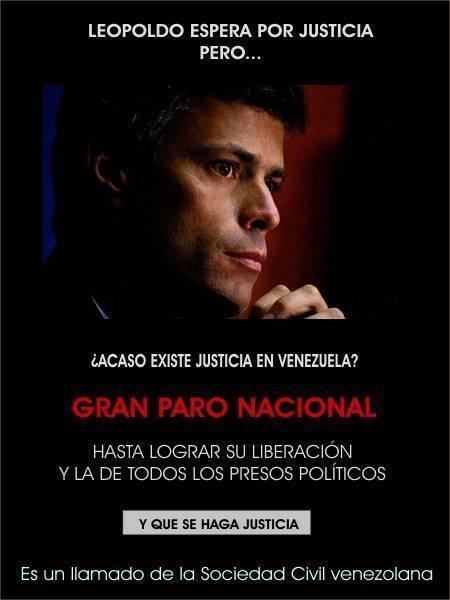 LEOPOLDO ESPERA POR JUSTICIA
PERO...
¿ACASO EXISTE JUSTICIA EN VENEZUELA?
GRAN PARO NACIONAL
HASTA LOGRAR SU LIBERACIÓN
Y LA DE TODOS LOS PRESOS POLÍTICOS
Y QUE SE HAGA JUSTICIA
Es un llamado de la Sociedad Civil venezolana